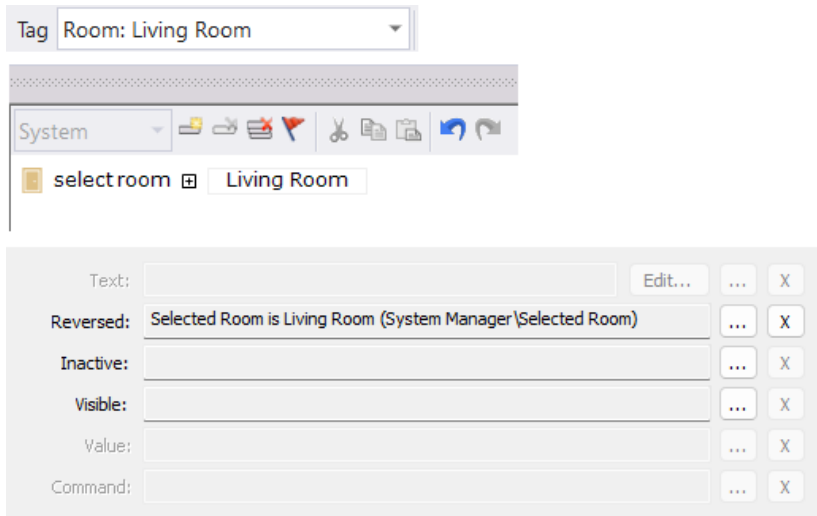 Tag Room: Living Room
System
select room Living Room
Text: Edit... ... X
Reversed: Selected Room is Living Room (System Manager\Selected Room) ... X
Inactive: ... X
Visible: ... X
Value: ... X
Command: ... X